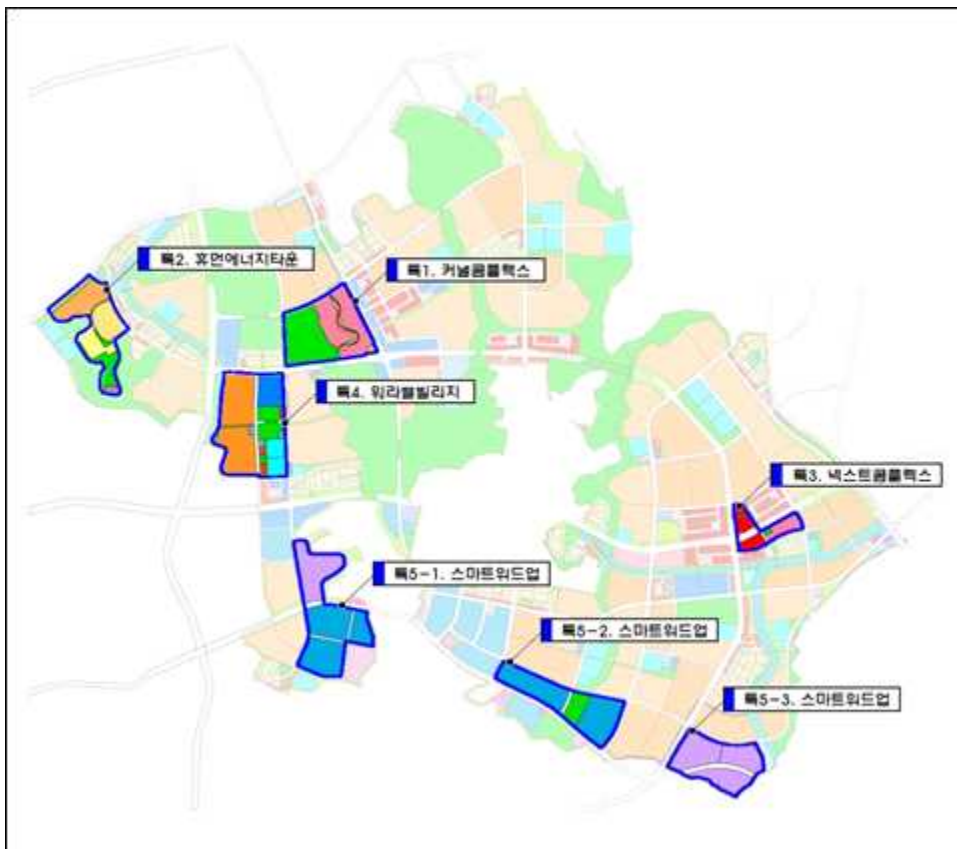 특2. 휴먼에너지타운
특1. 커널콤플렉스
특4. 워라밸빌리지
특3. 넥스트콤플렉스
특5-1. 스마트워드업
특5-2. 스마트워드업
특5-3. 스마트워드업